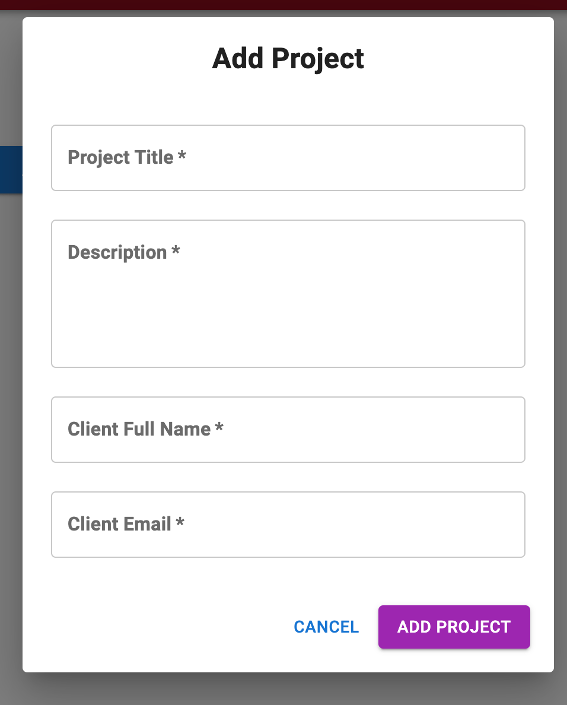 Add Project
Project Title *
Description *
Client Full Name *
Client Email *
CANCEL
ADD PROJECT